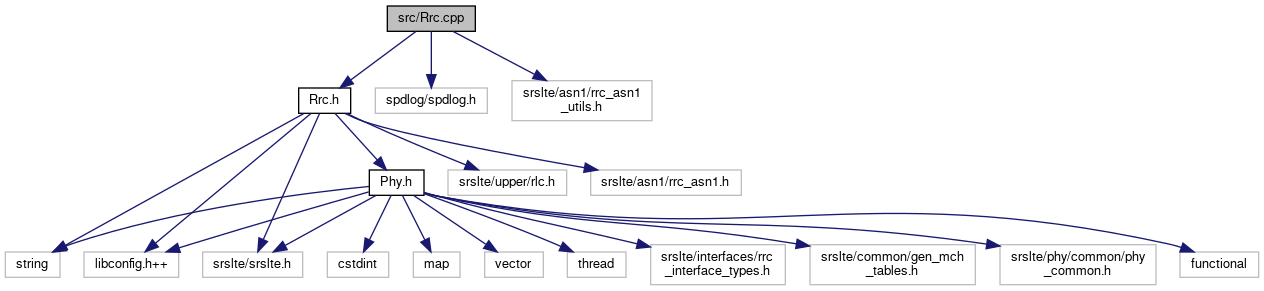 src/Rrc.cpp
Rrc.h
spdlog/spdlog.h
srslte/asn1/rrc_asn1
_utils.h
Phy.h
srslte/upper/rlc.h
srslte/asn1/rrc_asn1.h
string
libconfig.h++
srslte/srslte.h
cstdint
map
vector
thread
srslte/interfaces/rrc
_interface_types.h
srslte/common/gen_mch
_tables.h
srslte/phy/common/phy
_common.h
functional